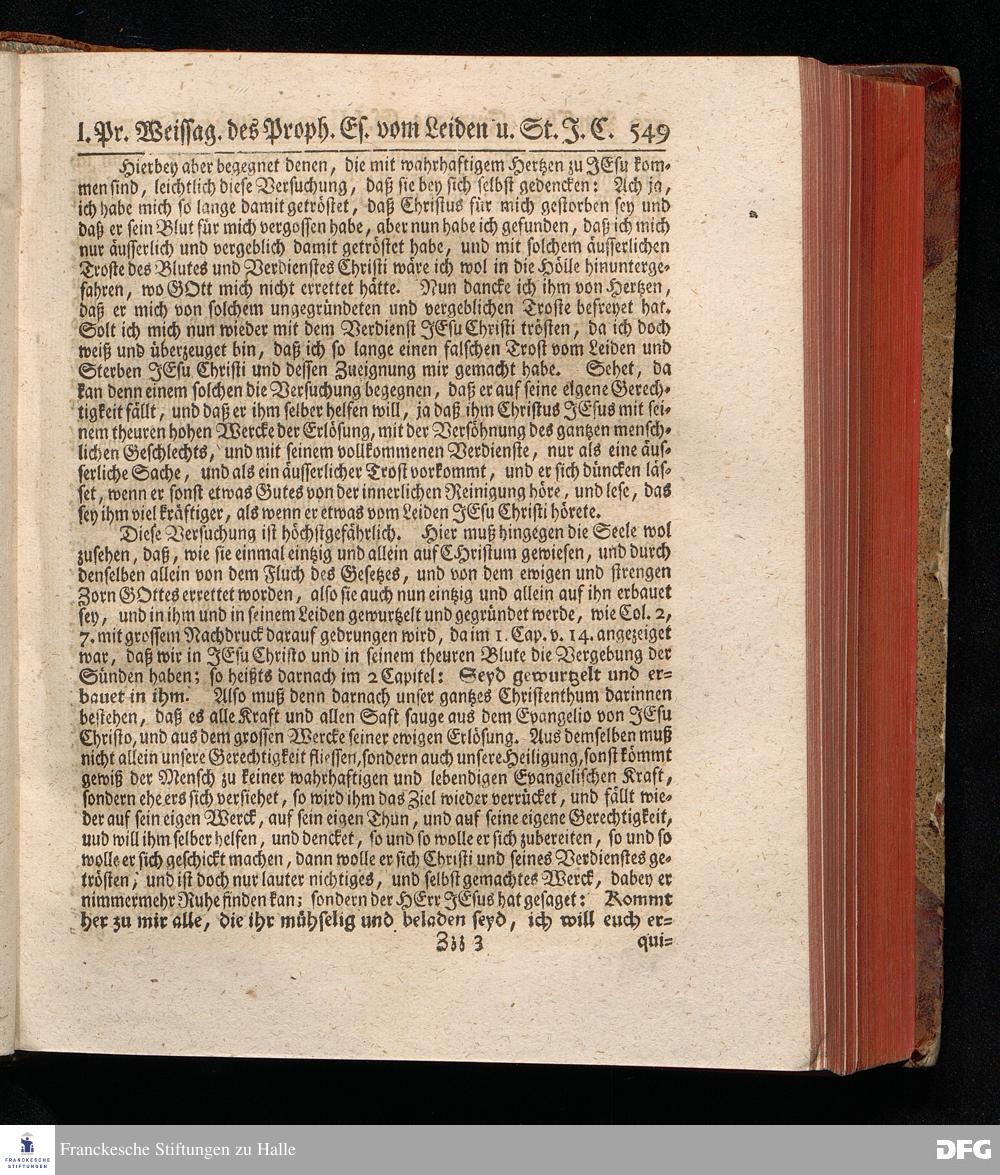 I. Pr. Weissag. des Proph. Es. vom Leiden u. St. J. C. 549
Hierbey aber begegnet denen, die mit wahrhaftigem Hertzen zu JEsu kom-
men sind, leichtlich diese Versuchung, daß sie bey sich selbst gedencken: Ach ja,
ich habe mich so lange damit getröstet, daß Christus für mich gestorben sey und
daß er sein Blut für mich vergossen habe, aber nun habe ich gefunden, daß ich mich
nur äusserlich und vergeblich damit getröstet habe, und mit solchem äusserlichen
Troste des Blutes und Verdienstes Christi wäre ich wol in die Hölle hinunterge-
fahren, wo GOtt mich nicht errettet hätte. Nun dancke ich ihm von Hertzen,
daß er mich von solchem ungegründeten und vergeblichen Troste befreyet hat.
Solt ich mich nun wieder mit dem Verdienst JEsu Christi trösten, da ich doch
weiß und überzeuget bin, daß ich so lange einen falschen Trost vom Leiden und
Sterben JEsu Christi und dessen Zueignung mir gemacht habe. Sehet, da
kan denn einem solchen die Versuchung begegnen, daß er auf seine eigene Gerech-
tigkeit fällt, und daß er ihm selber helfen will, ja daß ihm Christus JEsus mit sei-
nem theuren hohen Wercke der Erlösung, mit der Versöhnung des gantzen mensch-
lichen Geschlechts, und mit seinem vollkommenen Verdienste, nur als eine äus-
serliche Sache, und als ein äusserlicher Trost vorkommt, und er sich düncken läs-
set, wenn er sonst etwas Gutes von der innerlichen Reinigung höre, und lese, das
sey ihm viel kräftiger, als wenn er etwas vom Leiden JEsu Christi hörete.
Diese Versuchung ist höchstgefährlich. Hier muß hingegen die Seele wol
zusehen, daß, wie sie einmal eintzig und allein auf CHristum gewiesen, und durch
denselben allein von dem Fluch des Gesetzes, und von dem ewigen und strengen
Zorn GOttes errettet worden, also sie auch nun eintzig und allein auf ihn erbauet
sey, und in ihm und in seinem Leiden gewurtzelt und gegründet werde, wie Col. 2,
7. mit grossem Nachdruck darauf gedrungen wird, da im 1. Cap. v. 14. angezeiget
war, daß wir in JEsu Christo und in seinem theuren Blute die Vergebung der
Sünden haben; so heißts darnach im 2 Capitel: Seyd gewurtzelt und er-
bauet in ihm. Also muß denn darnach unser gantzes Christenthum darinnen
bestehen, daß es alle Kraft und allen Saft sauge aus dem Evangelio von JEsu
Christo, und aus dem grossen Wercke seiner ewigen Erlösung. Aus demselben muß
nicht allein unsere Gerechtigkeit fliessen, sondern auch unsere Heiligung, sonst kömmt
gewiß der Mensch zu keiner wahrhaftigen und lebendigen Evangelischen Kraft,
sondern ehe ers sich versiehet, so wird ihm das Ziel wieder verrücket, und fällt wie-
der auf sein eigen Werck, auf sein eigen Thun, und auf seine eigene Gerechtigkeit,
uud will ihm selber helfen, und dencket, so und so wolle er sich zubereiten, so und so
wolle er sich geschickt machen, dann wolle er sich Christi und seines Verdienstes ge-
trösten; und ist doch nur lauter nichtiges, und selbst gemachtes Werck, dabey er
nimmermehr Ruhe finden kan; sondern der HErr JEsus hat gesaget: Kommt
her zu mir alle, die ihr mühselig und beladen seyd, ich will euch er-
Zzz 3 qui-
FRANCKESCHE
STIFTUNGEN
Franckesche Stiftungen zu Halle
DFG